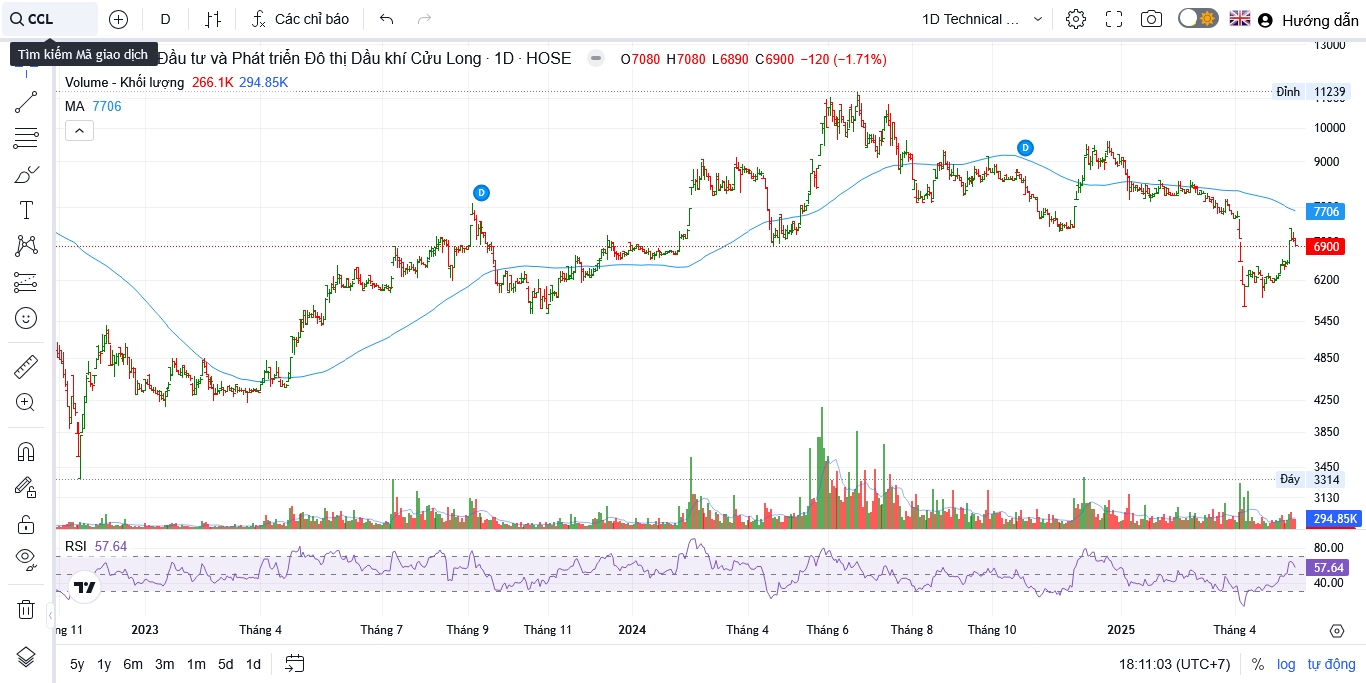 CCL
D
Các chỉ báo
1D Technical ...
Hướng dẫn
Tìm kiếm Mã giao dịch
Đầu tư và Phát triển Đô thị Dầu khí Cửu Long · 1D · HOSE
O7080 H7080 L6890 C6900 −120 (−1.71%)
Volume - Khối lượng 266.1K 294.85K
MA 7706
13000
Đỉnh 11239
10000
9000
D
D
7706
6900
6200
5450
4850
4250
3850
3450
Đáy 3314
3130
294.85K
RSI 57.64
80.00
57.64
40.00
ng 11
2023
Tháng 4
Tháng 7
Tháng 9
Tháng 11
2024
Tháng 4
Tháng 6
Tháng 8
Tháng 10
2025
Tháng 4
5y 1y 6m 3m 1m 5d 1d
18:11:03 (UTC+7)
%
log
tự động